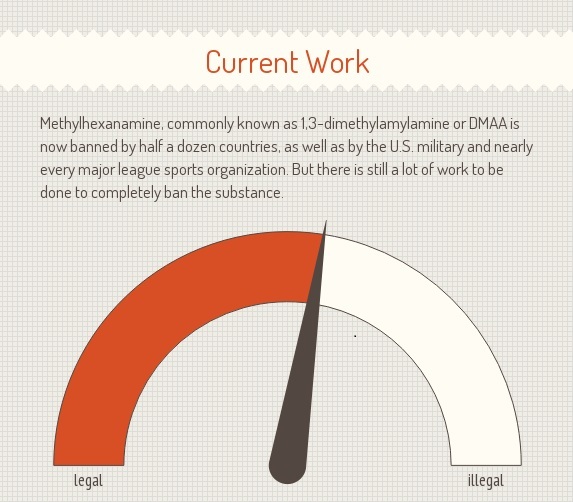 Current Work
Methylhexanamine, commonly known as 1,3-dimethylamylamine or DMAA is
now banned by half a dozen countries, as well as by the U.S. military and nearly
every major league sports organization. But there is still a lot of work to be
done to completely ban the substance.
legal
illegal